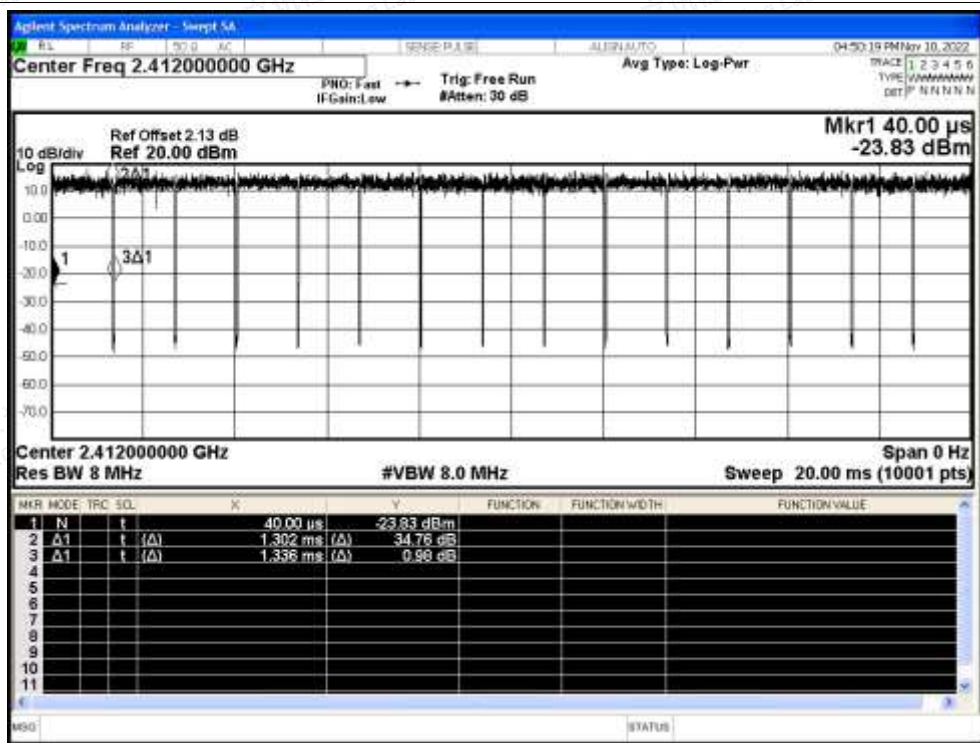 Agilent Spectrum Analyzer - Swept SA
RL RF 50 Ω AC SENSE:PULSE ALIGN AUTO 04:50:19 PM Nov 10, 2022
Center Freq 2.412000000 GHz
Avg Type: Log-Pwr
TRACE 1 2 3 4 5 6
PNO: Fast
Trig: Free Run
TYPE
IFGain:Low
#Atten: 30 dB
DET P N N N N N
Mkr1 40.00 µs
-23.83 dBm
Ref Offset 2.13 dB
10 dB/div Ref 20.00 dBm
Log
10.0
0.00
-10.0
-20.0
-30.0
-40.0
-50.0
-60.0
-70.0
2Δ1
1
3Δ1
Center 2.412000000 GHz Span 0 Hz
Res BW 8 MHz #VBW 8.0 MHz Sweep 20.00 ms (10001 pts)
MKR MODE TRC SCL X Y FUNCTION FUNCTION WIDTH FUNCTION VALUE
1 N t 40.00 µs -23.83 dBm
2 Δ1 t (Δ) 1.302 ms (Δ) 34.76 dB
3 Δ1 t (Δ) 1.336 ms (Δ) 0.98 dB
4
5
6
7
8
9
10
11
MSG STATUS